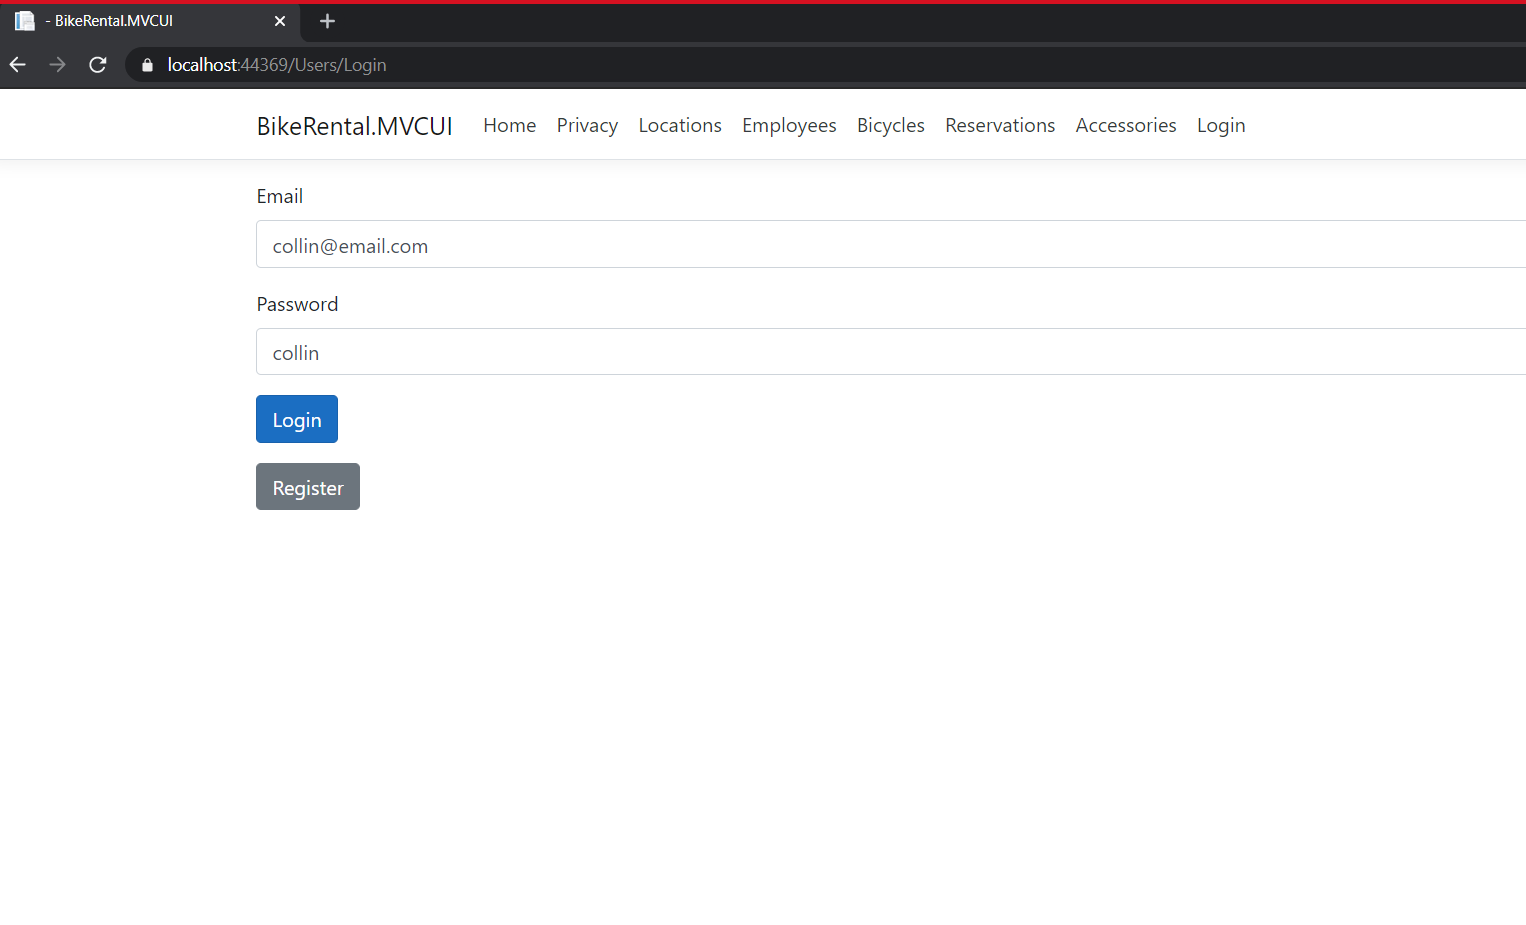 - BikeRental.MVCUI
localhost:44369/Users/Login
BikeRental.MVCUI Home Privacy Locations Employees Bicycles Reservations Accessories Login
Email
collin@email.com
Password
collin
Login
Register